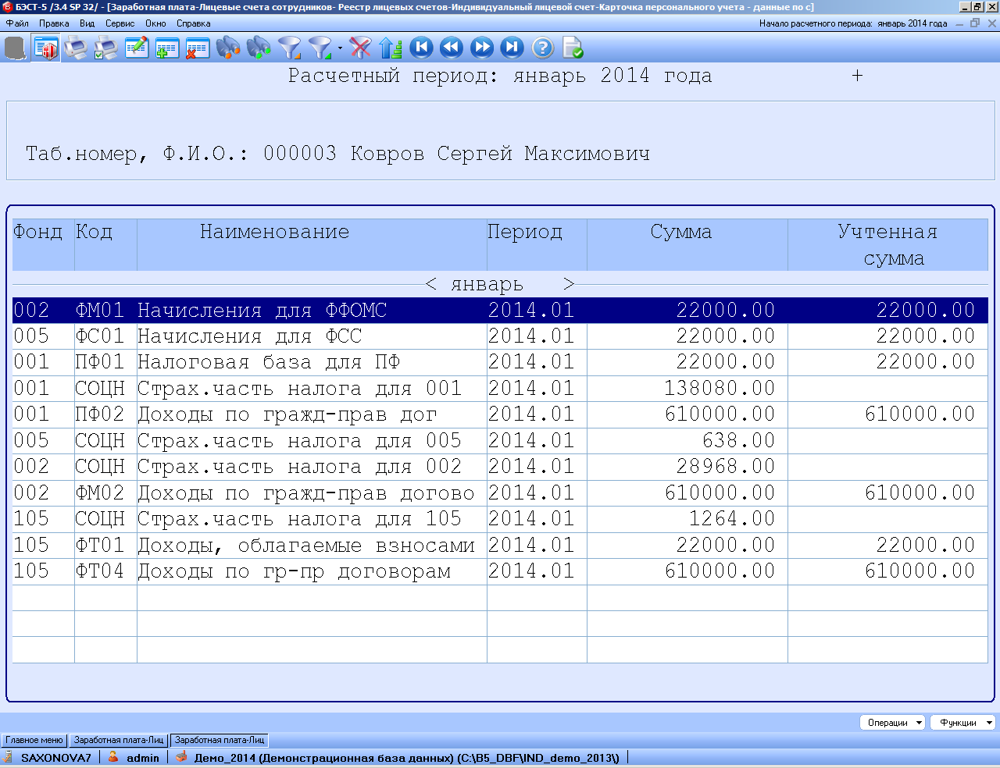 БЭСТ-5 /3.4 SP 32/ - [Заработная плата-Лицевые счета сотрудников- Реестр лицевых счетов-Индивидуальный лицевой счет-Карточка персонального учета - данные по с]
Файл Правка Вид Сервис Окно Справка Начало расчетного периода: январь 2014 года
Расчетный период: январь 2014 года +
Таб.номер, Ф.И.О.: 000003 Ковров Сергей Максимович
Фонд Код Наименование Период Сумма Учтенная
сумма
< январь >
002 ФМ01 Начисления для ФФОМС 2014.01 22000.00 22000.00
005 ФС01 Начисления для ФСС 2014.01 22000.00 22000.00
001 ПФ01 Налоговая база для ПФ 2014.01 22000.00 22000.00
001 СОЦН Страх.часть налога для 001 2014.01 138080.00
001 ПФ02 Доходы по гражд-прав дог 2014.01 610000.00 610000.00
005 СОЦН Страх.часть налога для 005 2014.01 638.00
002 СОЦН Страх.часть налога для 002 2014.01 28968.00
002 ФМ02 Доходы по гражд-прав догово 2014.01 610000.00 610000.00
105 СОЦН Страх.часть налога для 105 2014.01 1264.00
105 ФТ01 Доходы, облагаемые взносами 2014.01 22000.00 22000.00
105 ФТ04 Доходы по гр-пр договорам 2014.01 610000.00 610000.00
Операции Функции
Главное меню Заработная плата-Лиц Заработная плата-Лиц
SAXONOVA7 admin Демо_2014 (Демонстрационная база данных) (C:\B5_DBF\IND_demo_2013\)